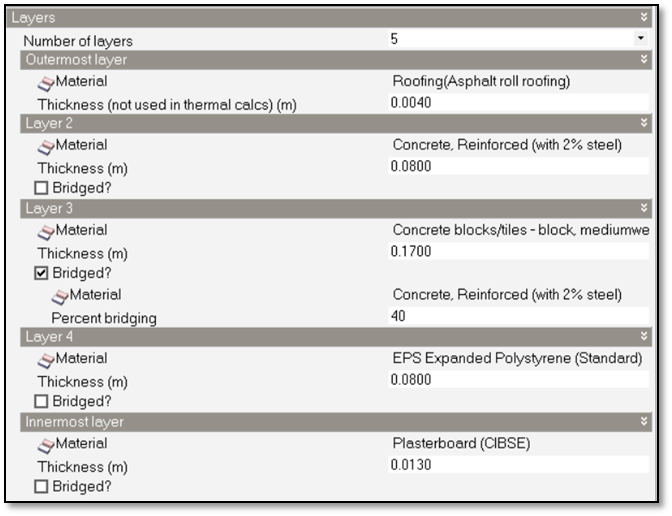 Layers
Number of layers 5
Outermost layer
Material Roofing(Asphalt roll roofing)
Thickness (not used in thermal calcs) (m) 0.0040
Layer 2
Material Concrete, Reinforced (with 2% steel)
Thickness (m) 0.0800
Bridged?
Layer 3
Material Concrete blocks/tiles - block, mediumwe
Thickness (m) 0.1700
Bridged?
Material Concrete, Reinforced (with 2% steel)
Percent bridging 40
Layer 4
Material EPS Expanded Polystyrene (Standard)
Thickness (m) 0.0800
Bridged?
Innermost layer
Material Plasterboard (CIBSE)
Thickness (m) 0.0130
Bridged?